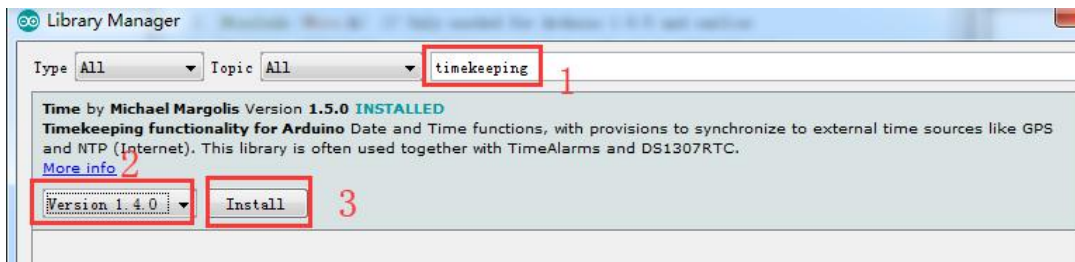 Library Manager
Type All Topic All timekeeping 1
Time by Michael Margolis Version 1.5.0 INSTALLED
Timekeeping functionality for Arduino Date and Time functions, with provisions to synchronize to external time sources like GPS
and NTP (Internet). This library is often used together with TimeAlarms and DS1307RTC.
More info 2
Version 1.4.0 Install 3